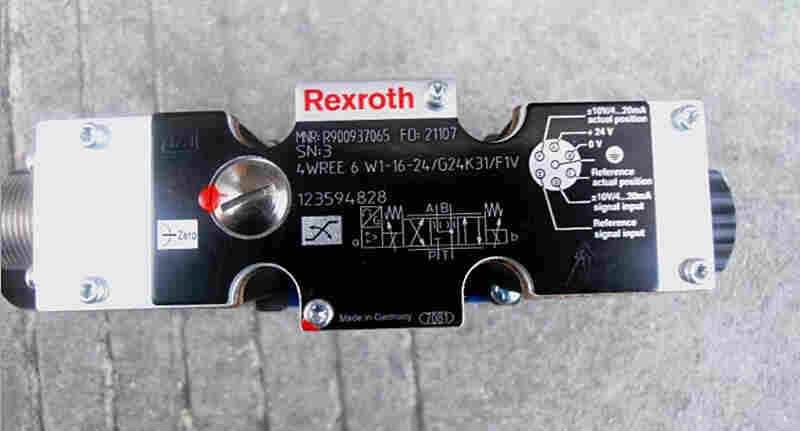 Rexroth
MNR: R900937065 FD: 21107
SN:3
4WREE 6 W1-16-24/G24K31/F1V
123594828
Zero
A B
a
b
P T
Made in Germany
7081
±10V/4...20mA
actual position
+ 24 V
0 V
Reference
actual position
±10V/4...20mA
signal input
Reference
signal input